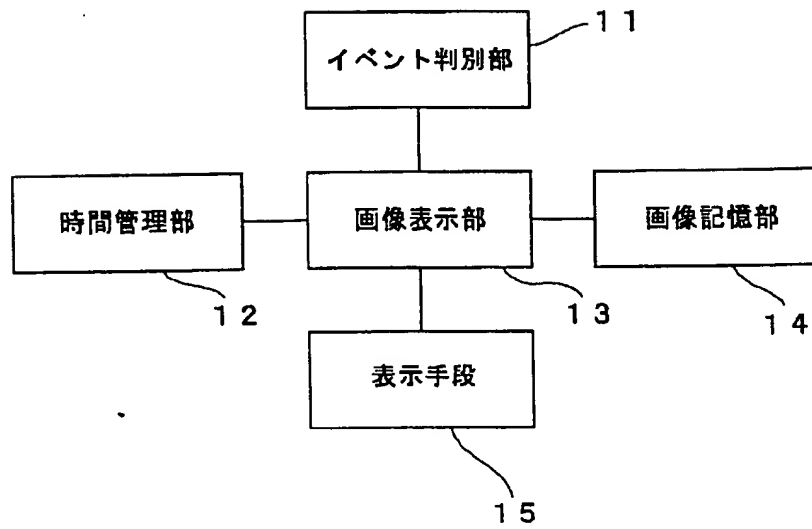 １１
イベント判別部
時間管理部
画像表示部
画像記憶部
１２
１３
１４
表示手段
１５